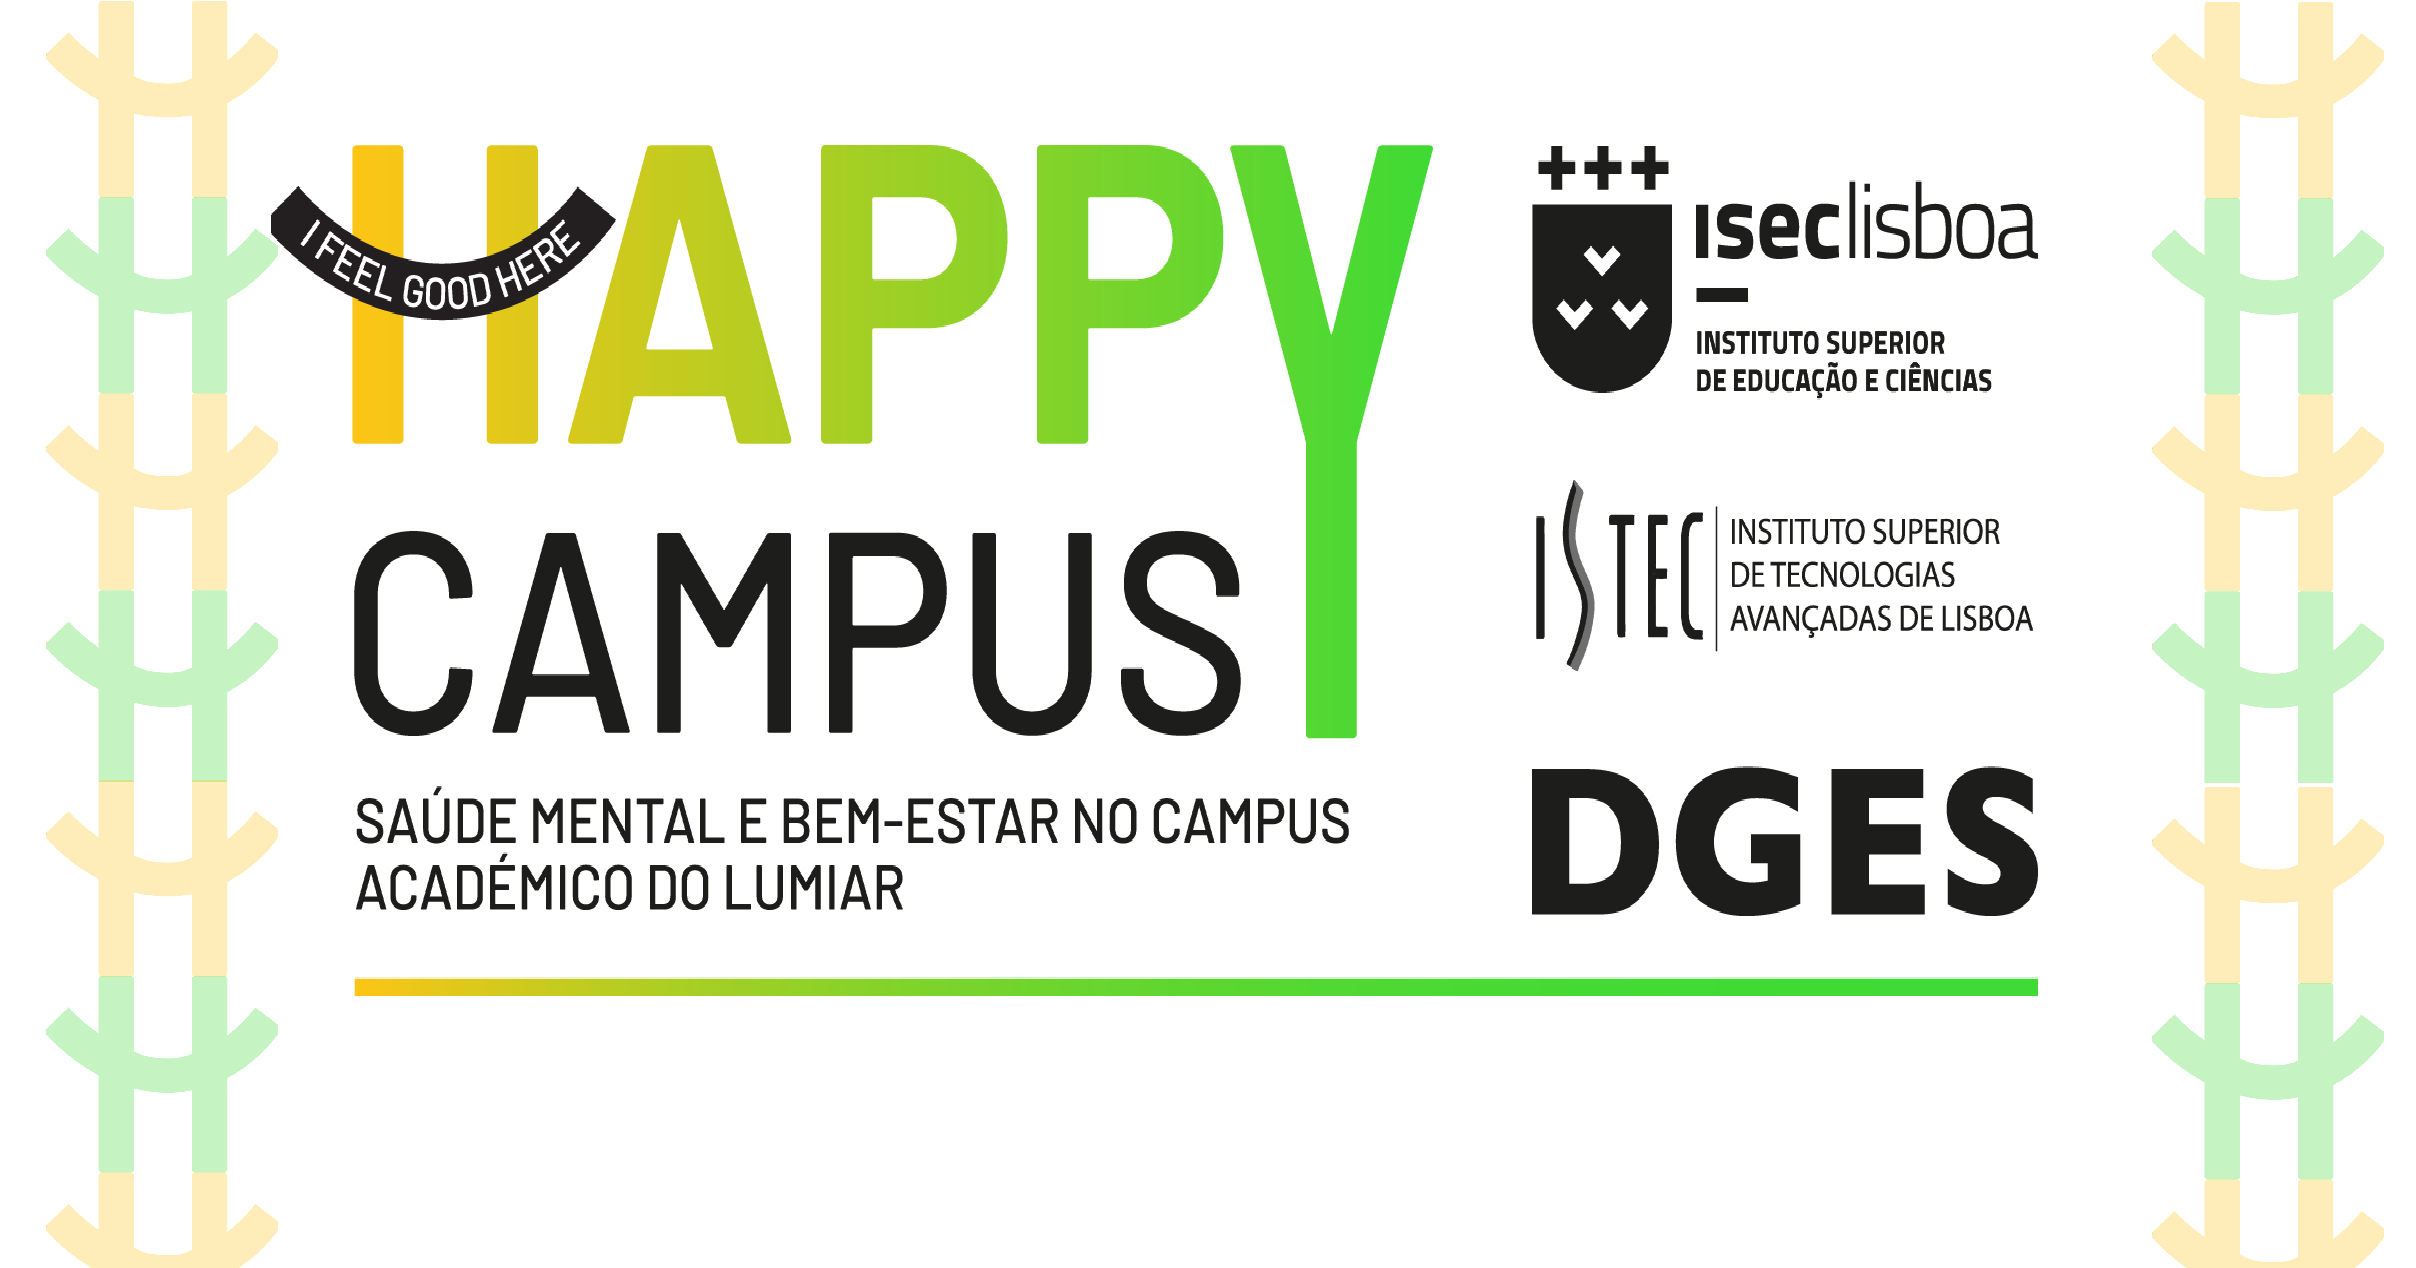 HAPPY
I FEEL GOOD HERE
CAMPUS
SAÚDE MENTAL E BEM-ESTAR NO CAMPUS
ACADÉMICO DO LUMIAR
ıseclisboa
INSTITUTO SUPERIOR
DE EDUCAÇÃO E CIÊNCIAS
ISTEC
INSTITUTO SUPERIOR
DE TECNOLOGIAS
AVANÇADAS DE LISBOA
DGES